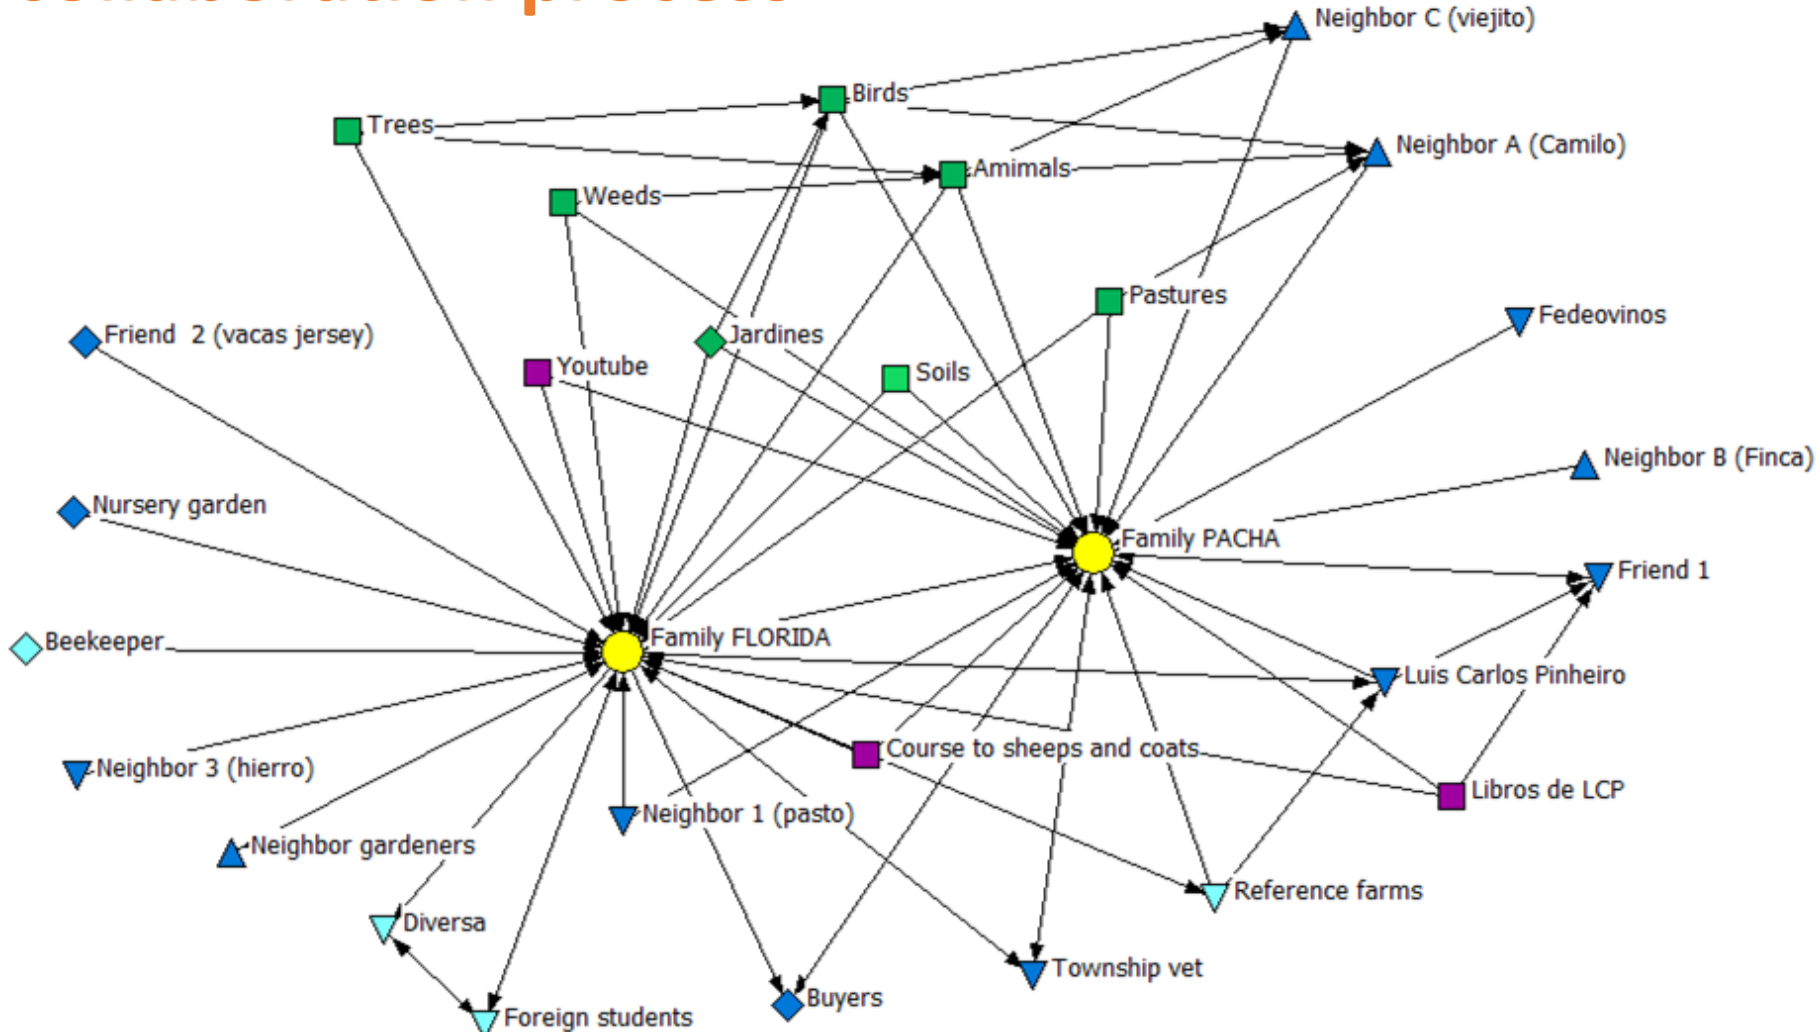 collaboration process
Neighbor C (viejito)
Birds
Trees
Neighbor A (Camilo)
Amimals
Weeds
Pastures
Fedeovinos
Friend 2 (vacas jersey)
Jardines
Youtube
Soils
Neighbor B (Finca)
Nursery garden
Family PACHA
Friend 1
Family FLORIDA
Beekeeper
Luis Carlos Pinheiro
Course to sheeps and coats
Neighbor 3 (hierro)
Libros de LCP
Neighbor 1 (pasto)
Neighbor gardeners
Reference farms
Diversa
Township vet
Buyers
Foreign students